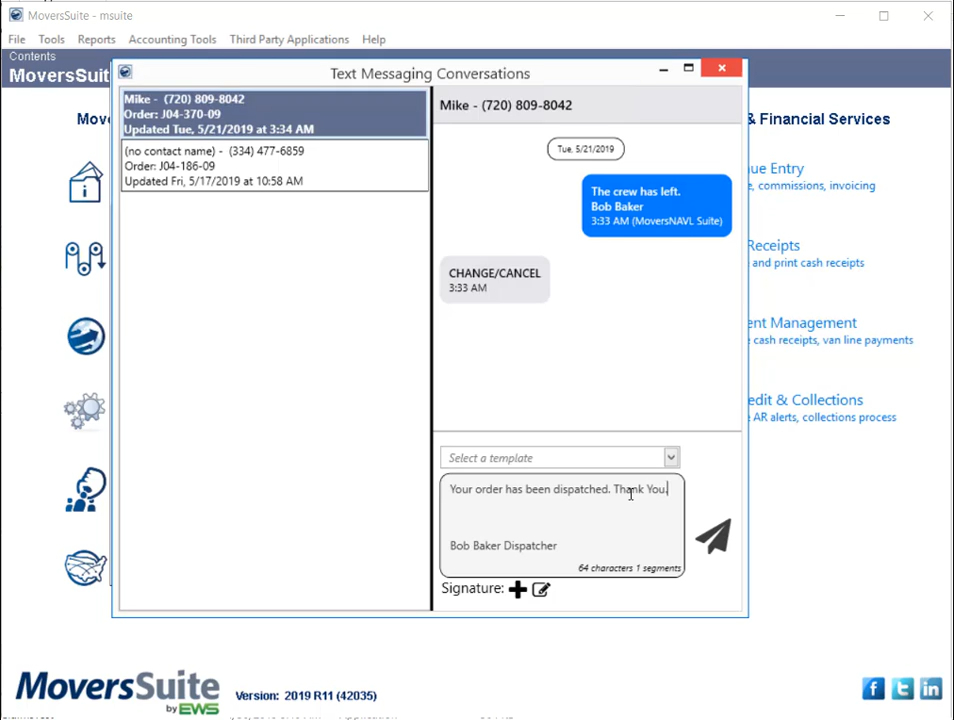 MoversSuite - msuite
File Tools Reports Accounting Tools Third Party Applications Help
Contents
MoversSuit
Text Messaging Conversations
Mike - (720) 809-8042
Order: J04-370-09
Updated Tue, 5/21/2019 at 3:34 AM
(no contact name) - (334) 477-6859
Order: J04-186-09
Updated Fri, 5/17/2019 at 10:58 AM
Mike - (720) 809-8042
Tue, 5/21/2019
The crew has left.
Bob Baker
3:33 AM (MoversNAVL Suite)
CHANGE/CANCEL
3:33 AM
Select a template
Your order has been dispatched. Thank You.
Bob Baker Dispatcher
64 characters 1 segments
Signature:
Mov
& Financial Services
ue Entry
e, commissions, invoicing
Receipts
and print cash receipts
ent Management
cash receipts, van line payments
edit & Collections
AR alerts, collections process
MoversSuite
by EWS
Version: 2019 R11 (42035)